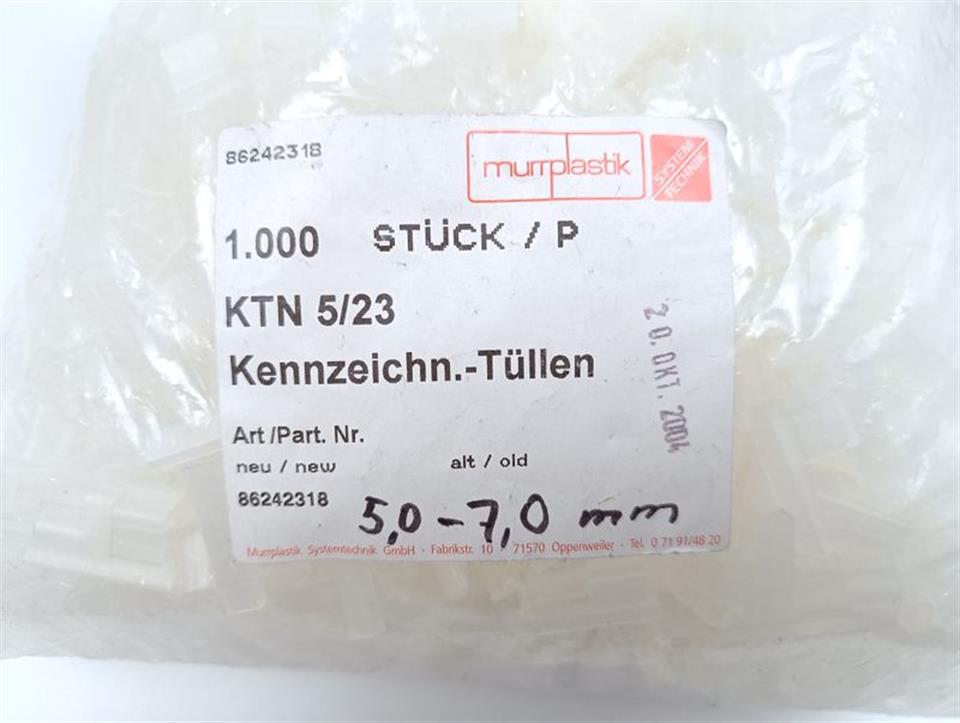 86242318
murrplastik
SYSTEM
TECHNIK
1.000 STÜCK / P
KTN 5/23
Kennzeichn.-Tüllen
20.OKT.2004
Art /Part. Nr.
neu / new alt / old
86242318
5,0 - 7,0 mm
Murrplastik Systemtechnik GmbH · Fabrikstr. 10 · 71570 Oppenweiler · Tel. 0 71 91/48 20